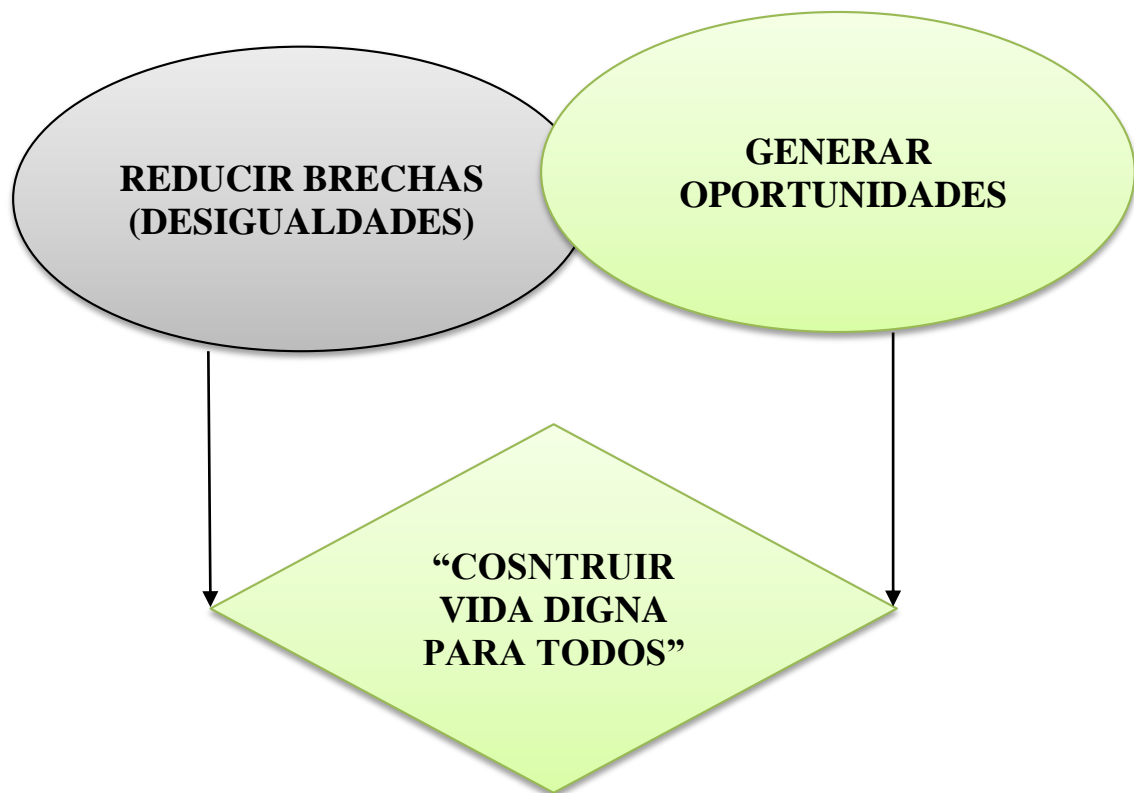 REDUCIR BRECHAS
(DESIGUALDADES)
GENERAR
OPORTUNIDADES
“COSNTRUIR
VIDA DIGNA
PARA TODOS”